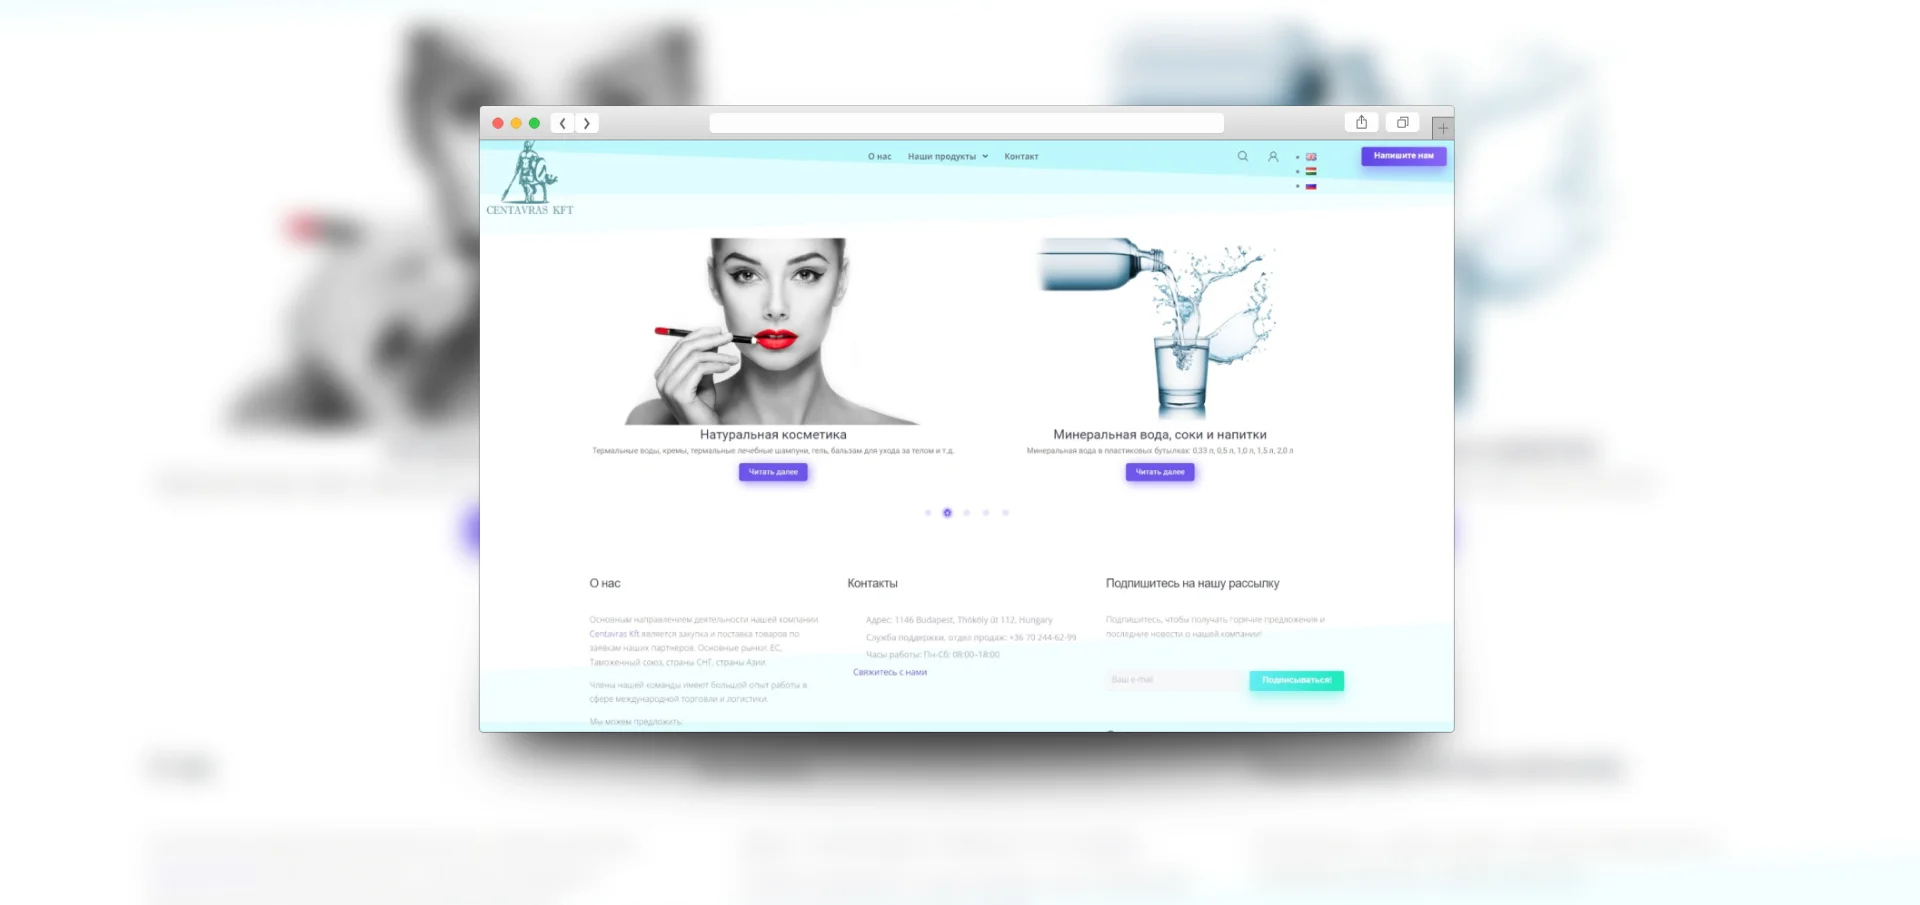 CENTAVRAS KFT
О нас
Наши продукты
Контакт
Напишите нам
Натуральная косметика
Термальные воды, кремы, термальные лечебные шампуни, гель, бальзам для ухода за телом и т.д.
Читать далее
Минеральная вода, соки и напитки
Минеральная вода в пластиковых бутылках: 0,33 л, 0,5 л, 1,0 л, 1,5 л, 2,0 л
Читать далее
О нас
Основным направлением деятельности нашей компании
Centavras Kft является закупка и поставка товаров по
заявкам наших партнеров. Основные рынки: ЕС,
Таможенный союз, страны СНГ, страны Азии.
Члены нашей команды имеют большой опыт работы в
сфере международной торговли и логистики.
Мы можем предложить:
Контакты
Адрес: 1146 Budapest, Thököly út 112, Hungary
Служба поддержки, отдел продаж: +36 70 244-62-99
Часы работы: Пн-Сб: 08:00–18:00
Свяжитесь с нами
Подпишитесь на нашу рассылку
Подпишитесь, чтобы получать горячие предложения и
последние новости о нашей компании!
Ваш e-mail
Подписываться!